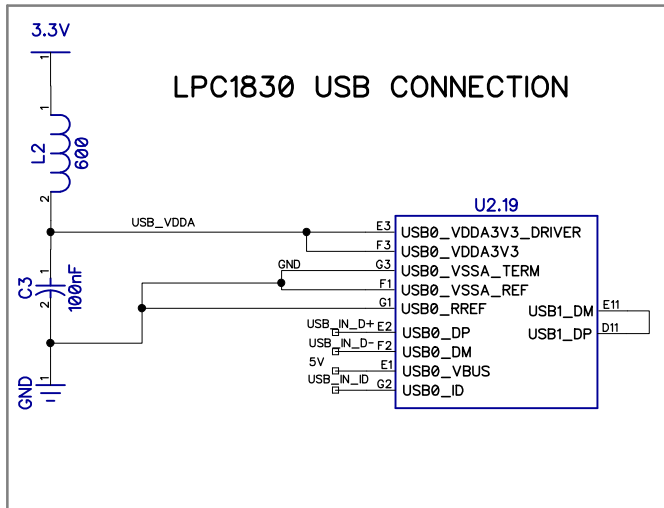 3.3V
1
LPC1830 USB CONNECTION
1
L2
600
2
U2.19
USB_VDDA
E3
USB0_VDDA3V3_DRIVER
F3
USB0_VDDA3V3
GND
G3
USB0_VSSA_TERM
1
C3
100nF
2
F1
USB0_VSSA_REF
G1
USB0_RREF
USB1_DM
E11
USB_IN_D+
E2
USB0_DP
USB1_DP
D11
USB_IN_D-
F2
USB0_DM
5V
E1
USB0_VBUS
USB_IN_ID
G2
USB0_ID
1
GND